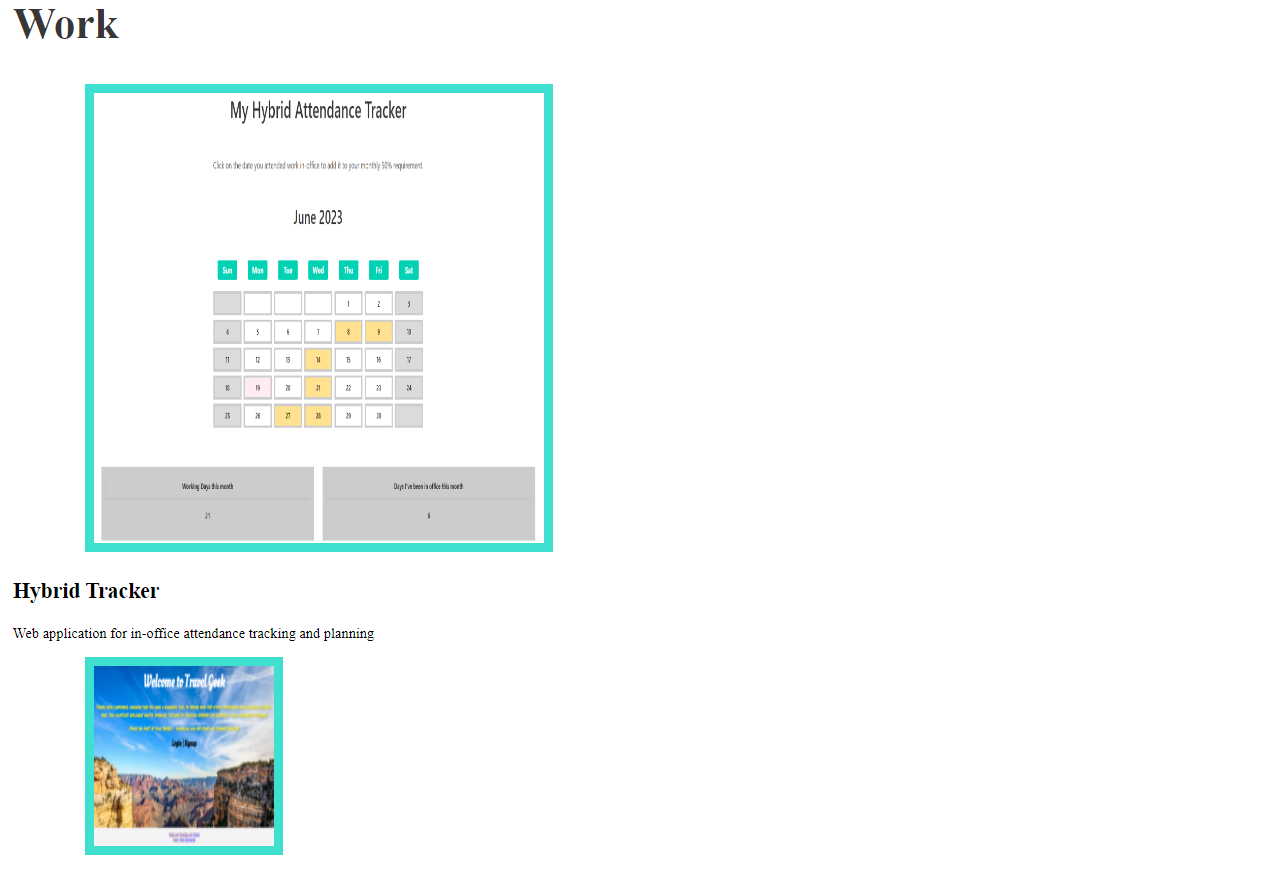 Work
My Hybrid Attendance Tracker
Click on the date you attended work in-office to add it to your monthly 50% requirement.
June 2023
Sun Mon Tue Wed Thu Fri Sat
1 2 3
4 5 6 7 8 9 10
11 12 13 14 15 16 17
18 19 20 21 22 23 24
25 26 27 28 29 30
Working Days this month Days I've been in office this month
21 6
Hybrid Tracker
Web application for in-office attendance tracking and planning
Welcome to Travel Geek
Login | Signup